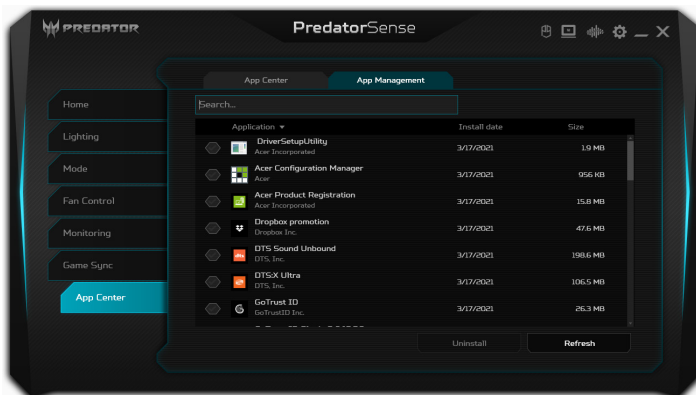 PREDATOR
PredatorSense
App Center
App Management
Home
Lighting
Mode
Fan Control
Monitoring
Game Sync
App Center
Search...
Application
Install date
Size
DriverSetupUtility
Acer Incorporated
3/17/2021
1.9 MB
Acer Configuration Manager
Acer
3/17/2021
956 KB
Acer Product Registration
Acer Incorporated
3/17/2021
15.8 MB
Dropbox promotion
Dropbox Inc.
3/17/2021
47.6 MB
DTS Sound Unbound
DTS, Inc.
3/17/2021
198.6 MB
DTS:X Ultra
DTS, Inc.
3/17/2021
106.5 MB
GoTrust ID
GoTrustID Inc.
3/17/2021
26.3 MB
Uninstall
Refresh